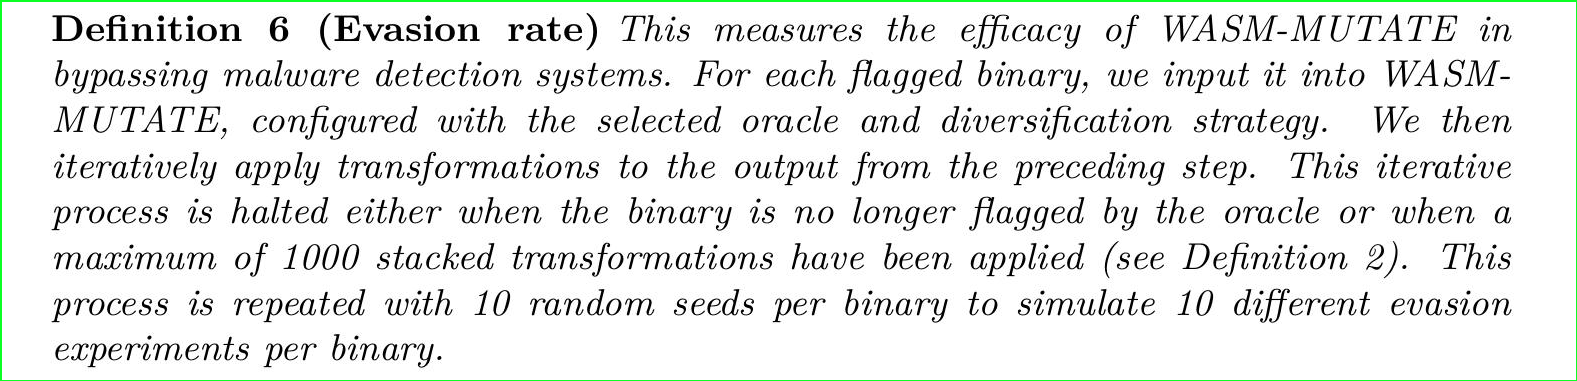 Definition 6 (Evasion rate) This measures the efficacy of WASM-MUTATE in
bypassing malware detection systems. For each flagged binary, we input it into WASM-
MUTATE, configured with the selected oracle and diversification strategy. We then
iteratively apply transformations to the output from the preceding step. This iterative
process is halted either when the binary is no longer flagged by the oracle or when a
maximum of 1000 stacked transformations have been applied (see Definition 2). This
process is repeated with 10 random seeds per binary to simulate 10 different evasion
experiments per binary.